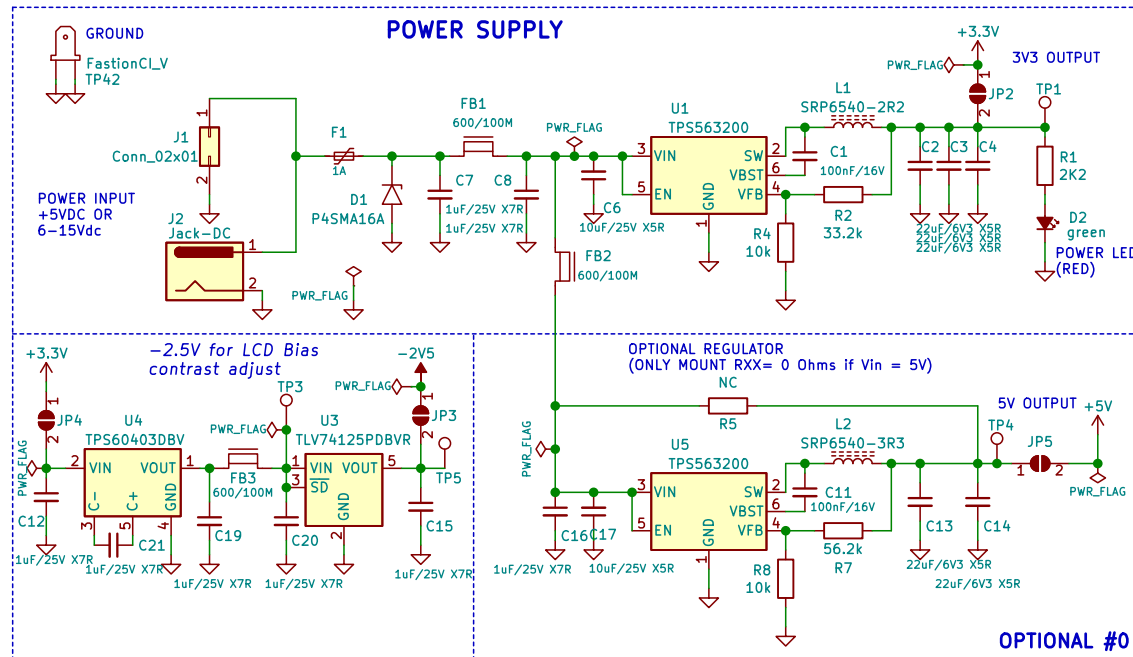 POWER SUPPLY
GROUND
FastionCl_V
TP42
+3.3V
PWR_FLAG
1
JP2
2
3V3 OUTPUT
TP1
J1
Conn_02x01
1
2
F1
1A
FB1
600/100M
PWR_FLAG
U1
TPS563200
3 VIN
5 EN
SW 2
VBST 6
VFB 4
GND
1
L1
SRP6540-2R2
C1
100nF/16V
C2
C3
C4
R1
2K2
POWER INPUT
+5VDC OR
6-15Vdc
D1
P4SMA16A
C7
C8
1uF/25V X7R
1uF/25V X7R
C6
10uF/25V X5R
R4
10k
R2
33.2k
22uF/6V3 X5R
22uF/6V3 X5R
22uF/6V3 X5R
D2
green
POWER LED
(RED)
J2
Jack-DC
1
2
PWR_FLAG
FB2
600/100M
-2.5V for LCD Bias
contrast adjust
+3.3V
1
JP4
2
PWR_FLAG
U4
TPS60403DBV
2 VIN
VOUT 1
C-
C+
GND
3
5
4
C12
1uF/25V X7R
C21
1uF/25V X7R
C19
1uF/25V X7R
FB3
600/100M
TP3
PWR_FLAG
U3
TLV74125PDBVR
1 VIN
3 SD
VOUT 5
GND
2
C20
1uF/25V X7R
-2V5
PWR_FLAG
1
JP3
2
TP5
C15
1uF/25V X7R
OPTIONAL REGULATOR
(ONLY MOUNT RXX= 0 Ohms if Vin = 5V)
NC
R5
PWR_FLAG
U5
TPS563200
3 VIN
5 EN
SW 2
VBST 6
VFB 4
GND
1
L2
SRP6540-3R3
C11
100nF/16V
5V OUTPUT
+5V
TP4
JP5
1
2
PWR_FLAG
C16
C17
1uF/25V X7R
10uF/25V X5R
R8
10k
56.2k
R7
C13
C14
22uF/6V3 X5R
22uF/6V3 X5R
OPTIONAL #0